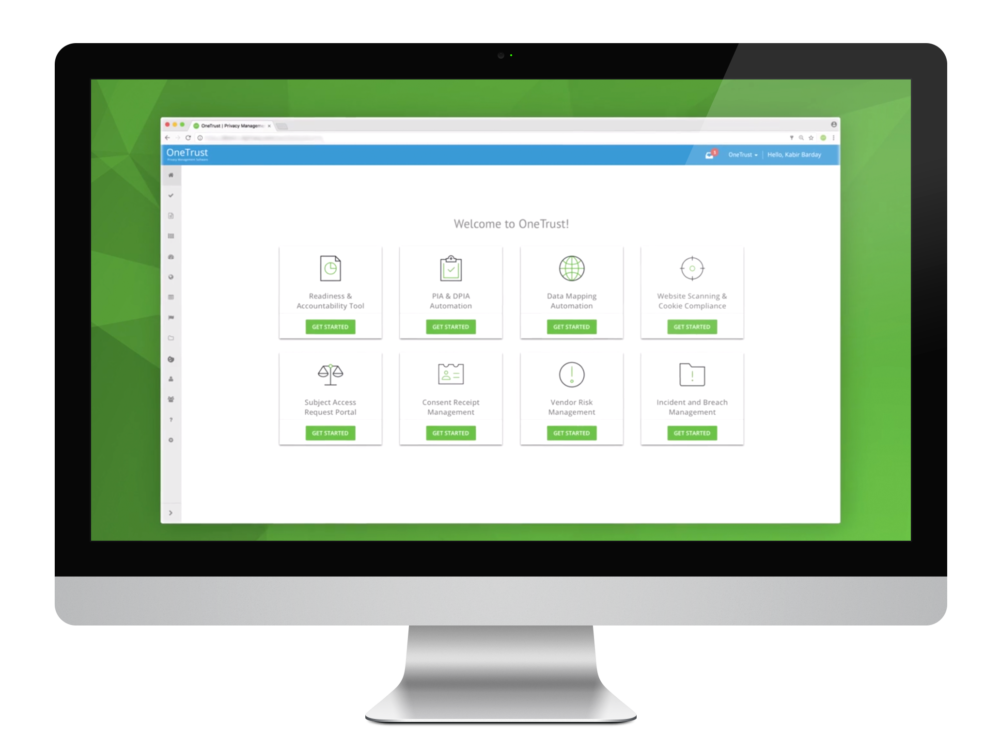 OneTrust | Privacy Managem
OneTrust
Privacy Management Software
OneTrust
Hello, Kabir Barday
Welcome to OneTrust!
Readiness &
Accountability Tool
GET STARTED
PIA & DPIA
Automation
GET STARTED
Data Mapping
Automation
GET STARTED
Website Scanning &
Cookie Compliance
GET STARTED
Subject Access
Request Portal
GET STARTED
Consent Receipt
Management
GET STARTED
Vendor Risk
Management
GET STARTED
Incident and Breach
Management
GET STARTED